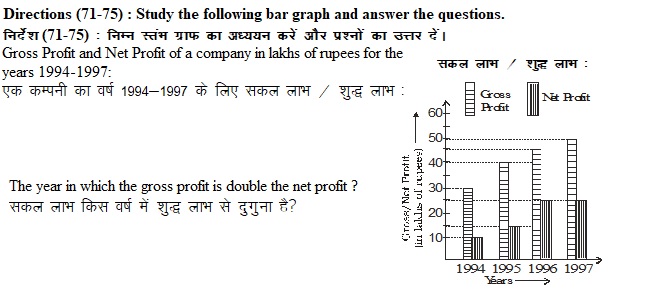 Directions (71-75) : Study the following bar graph and answer the questions.
निर्देश (71-75) : निम्न स्तंभ ग्राफ का अध्ययन करें और प्रश्नों का उत्तर दें।
Gross Profit and Net Profit of a company in lakhs of rupees for the
years 1994-1997:
एक कम्पनी का वर्ष 1994–1997 के लिए सकल लाभ / शुद्ध लाभ :
The year in which the gross profit is double the net profit ?
सकल लाभ किस वर्ष में शुद्ध लाभ से दुगुना है?
सकल लाभ / शुद्ध लाभ :
Gross
Profit
Net Profit
Gross/Net Profit
(in lakhs of rupees)
60
50
40
30
20
10
1994 1995 1996 1997
Years